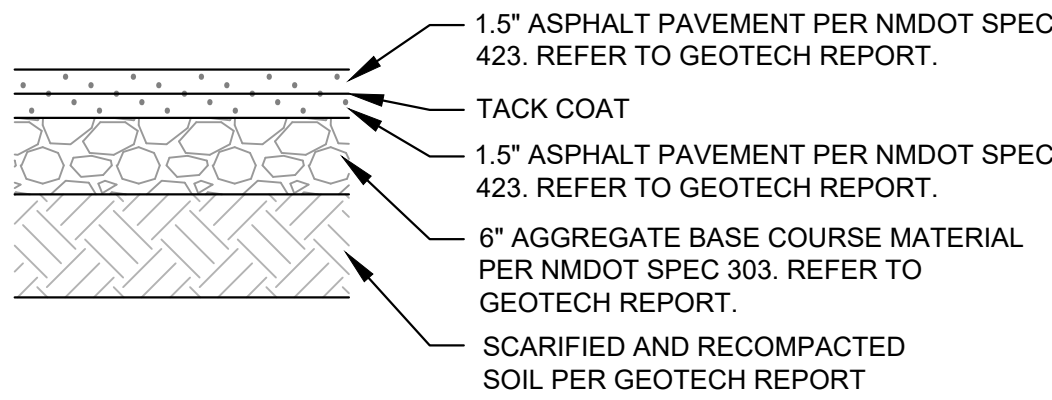 1.5" ASPHALT PAVEMENT PER NMDOT SPEC
423. REFER TO GEOTECH REPORT.
TACK COAT
1.5" ASPHALT PAVEMENT PER NMDOT SPEC
423. REFER TO GEOTECH REPORT.
6" AGGREGATE BASE COURSE MATERIAL
PER NMDOT SPEC 303. REFER TO
GEOTECH REPORT.
SCARIFIED AND RECOMPACTED
SOIL PER GEOTECH REPORT